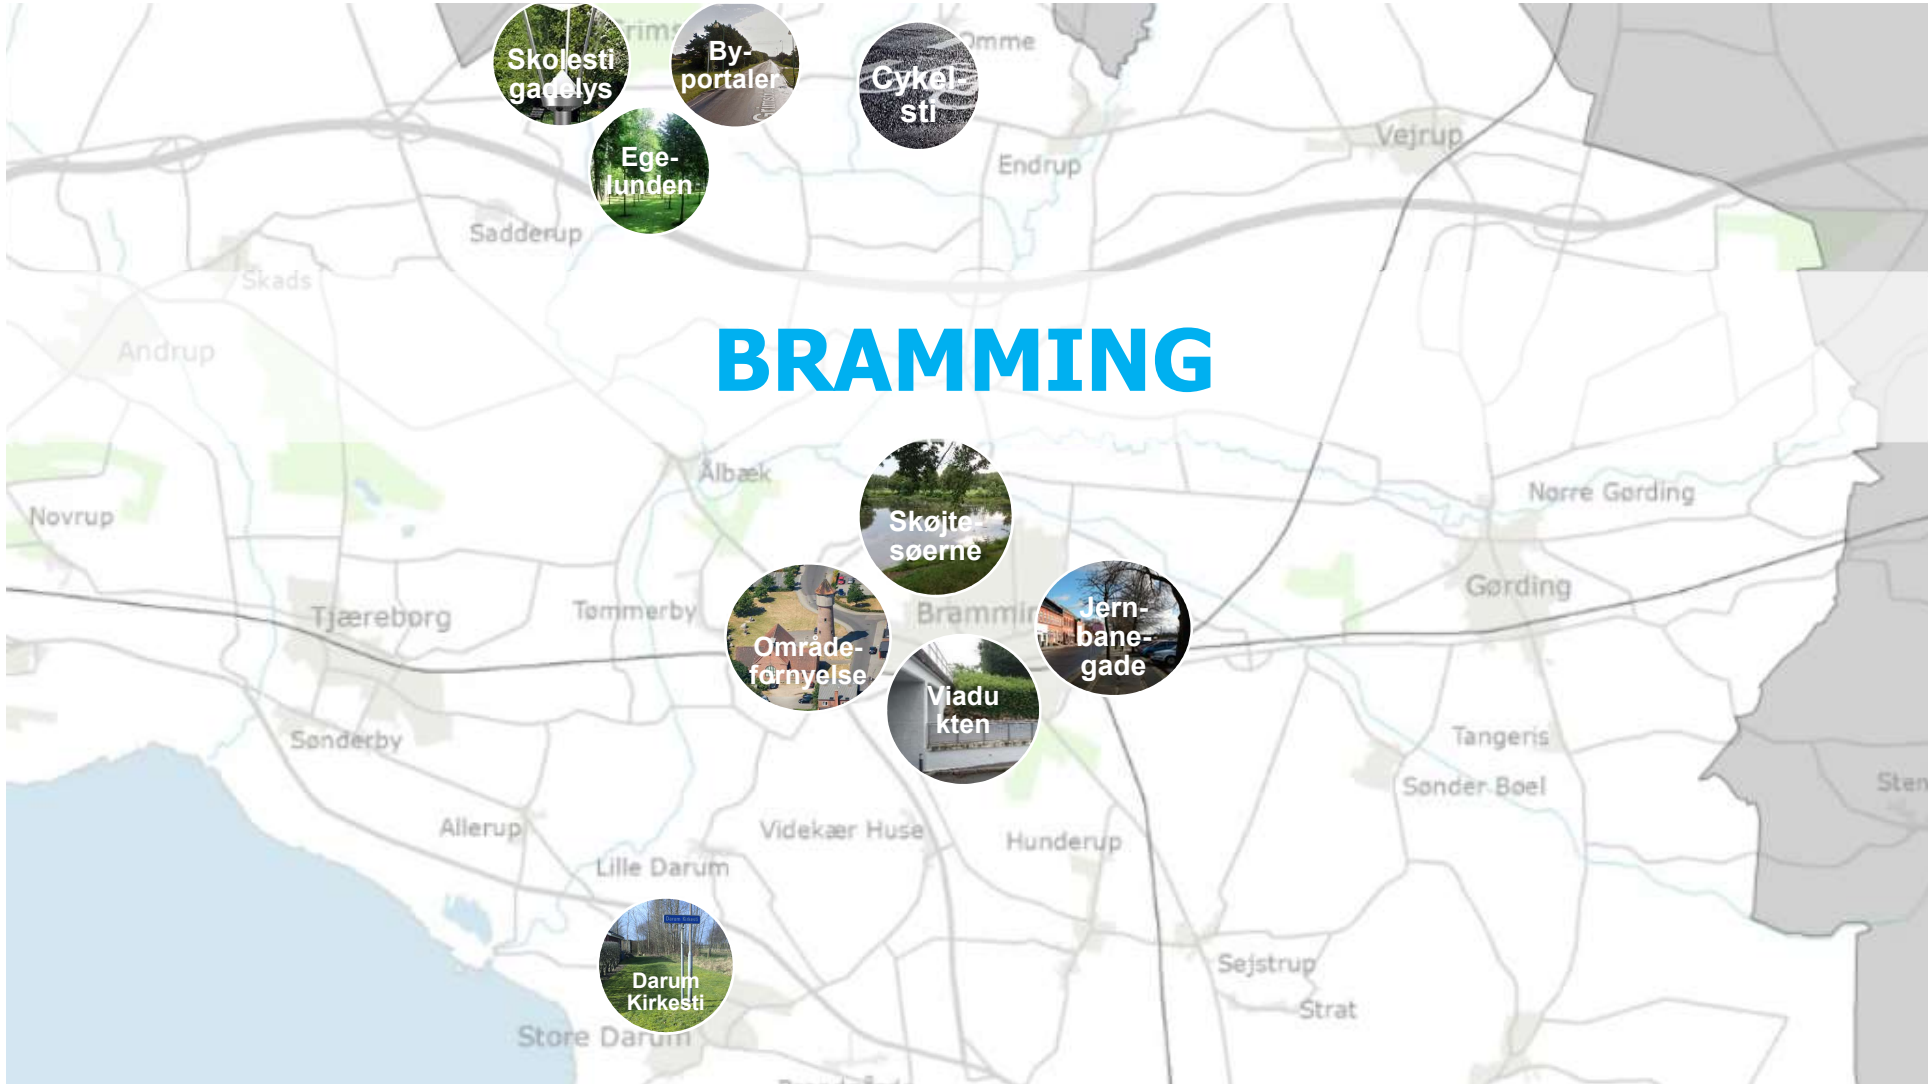 Skolesti
gadelys
By-
portaler
Cykel-
sti
Omme
Ege-
lunden
Endrup
Vejrup
Sadderup
Skads
BRAMMING
Andrup
Ålbæk
Nørre Gørding
Novrup
Skøjte-
søerne
Gørding
Tjæreborg
Tømmerby
Jern-
bane-
gade
Område-
fornyelse
Viadu
kten
Sønderby
Tangeris
Sønder Bøel
Allerup
Videkær Huse
Hunderup
Lille Darum
Darum Kirkesti
Darum
Kirkesti
Sejstrup
Strat
Store Darum